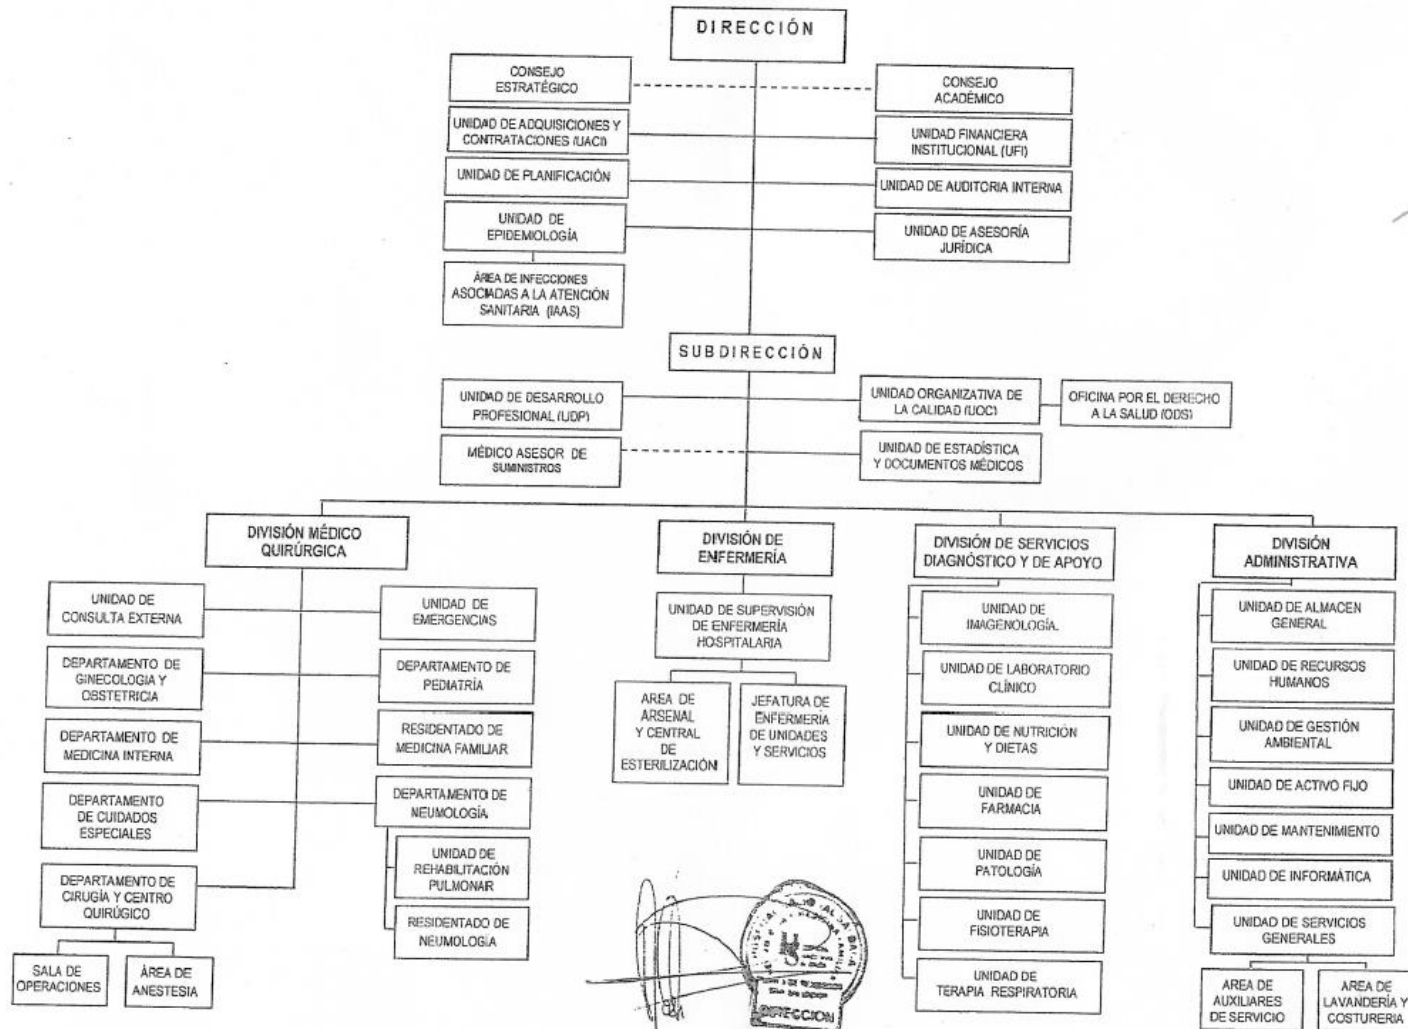 DIRECCIÓN
CONSEJO
ESTRATÉGICO
CONSEJO
ACADÉMICO
UNIDAD DE ADQUISICIONES Y
CONTRATACIONES (UACI)
UNIDAD FINANCIERA
INSTITUCIONAL (UFI)
UNIDAD DE PLANIFICACIÓN
UNIDAD DE AUDITORIA INTERNA
UNIDAD DE
EPIDEMIOLOGÍA
UNIDAD DE ASESORÍA
JURÍDICA
ÁREA DE INFECCIONES
ASOCIADAS A LA ATENCIÓN
SANITARIA (IAAS)
SUBDIRECCIÓN
UNIDAD DE DESARROLLO
PROFESIONAL (UDP)
UNIDAD ORGANIZATIVA DE
LA CALIDAD (UOC)
OFICINA POR EL DERECHO
A LA SALUD (ODS)
MÉDICO ASESOR DE
SUMINISTROS
UNIDAD DE ESTADÍSTICA
Y DOCUMENTOS MÉDICOS
DIVISIÓN MÉDICO
QUIRÚRGICA
UNIDAD DE
CONSULTA EXTERNA
UNIDAD DE
EMERGENCIAS
DEPARTAMENTO DE
GINECOLOGIA Y
OBSTETRICIA
DEPARTAMENTO DE
PEDIATRÍA
DEPARTAMENTO DE
MEDICINA INTERNA
RESIDENTADO DE
MEDICINA FAMILIAR
DEPARTAMENTO
DE CUIDADOS
ESPECIALES
DEPARTAMENTO DE
NEUMOLOGÍA
UNIDAD DE
REHABILITACIÓN
PULMONAR
RESIDENTADO DE
NEUMOLOGÍA
DEPARTAMENTO DE
CIRUGÍA Y CENTRO
QUIRÚGICO
SALA DE
OPERACIONES
ÁREA DE
ANESTESIA
DIVISIÓN DE
ENFERMERÍA
UNIDAD DE SUPERVISIÓN
DE ENFERMERÍA
HOSPITALARIA
AREA DE
ARSENAL
Y CENTRAL
DE
ESTERILIZACIÓN
JEFATURA DE
ENFERMERÍA
DE UNIDADES
Y SERVICIOS
DIVISIÓN DE SERVICIOS
DIAGNÓSTICO Y DE APOYO
UNIDAD DE
IMAGENOLOGÍA.
UNIDAD DE LABORATORIO
CLÍNICO
UNIDAD DE NUTRICIÓN
Y DIETAS
UNIDAD DE
FARMACIA
UNIDAD DE
PATOLOGÍA
UNIDAD DE
FISIOTERAPIA
UNIDAD DE
TERAPIA RESPIRATORIA
DIVISIÓN
ADMINISTRATIVA
UNIDAD DE ALMACEN
GENERAL
UNIDAD DE RECURSOS
HUMANOS
UNIDAD DE GESTIÓN
AMBIENTAL
UNIDAD DE ACTIVO FIJO
UNIDAD DE MANTENIMIENTO
UNIDAD DE INFORMÁTICA
UNIDAD DE SERVICIOS
GENERALES
AREA DE
AUXILIARES
DE SERVICIO
AREA DE
LAVANDERÍA Y
COSTURERIA
DIRECCION